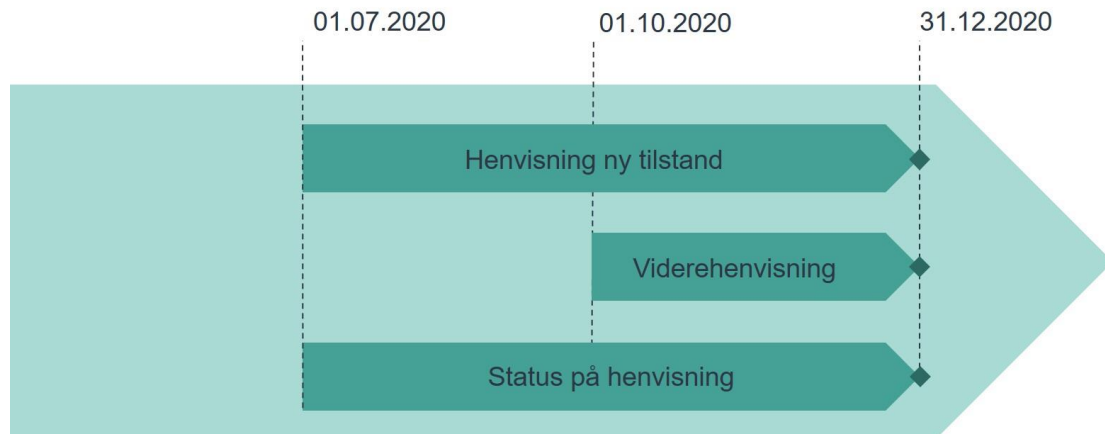 01.07.2020
01.10.2020
31.12.2020
Henvisning ny tilstand
Viderehenvisning
Status på henvisning